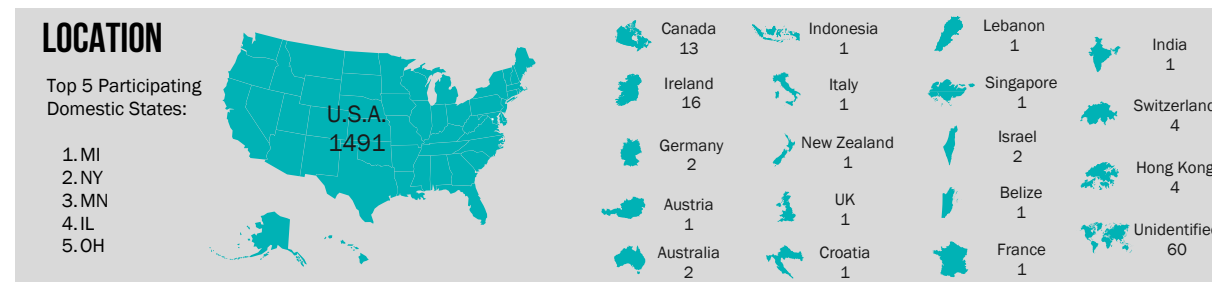 LOCATION
Top 5 Participating
Domestic States:
1. MI
2. NY
3. MN
4. IL
5. OH
U.S.A.
1491
Canada
13
Ireland
16
Germany
2
Austria
1
Australia
2
Indonesia
1
Italy
1
New Zealand
1
UK
1
Croatia
1
Lebanon
1
Singapore
1
Israel
2
Belize
1
France
1
India
1
Switzerland
4
Hong Kong
4
Unidentified
60